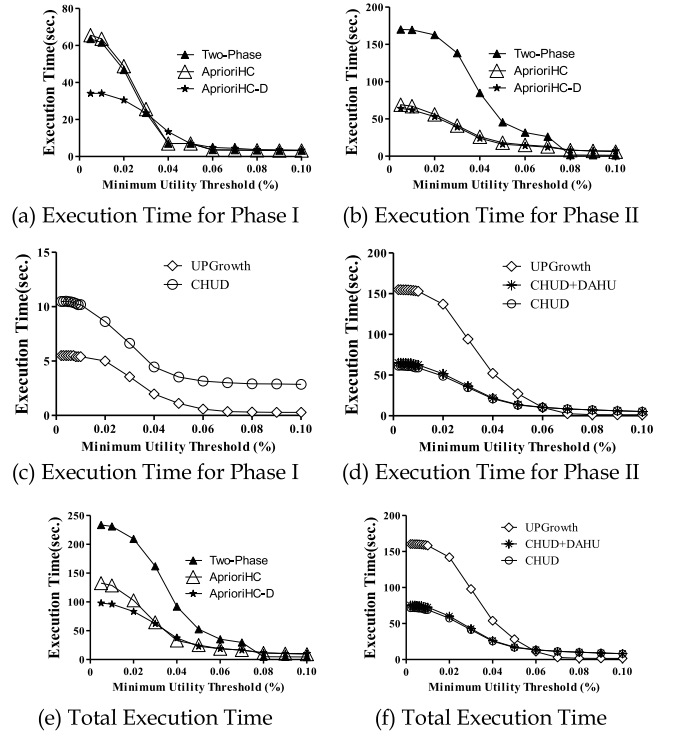 80
60
40
20
0
Execution Time(sec.)
0 0.02 0.04 0.06 0.08 0.10
Minimum Utility Threshold (%)
Two-Phase
AprioriHC
AprioriHC-D
(a) Execution Time for Phase I
200
150
100
50
0
Execution Time(sec.)
0 0.02 0.04 0.06 0.08 0.10
Minimum Utility Threshold (%)
Two-Phase
AprioriHC
AprioriHC-D
(b) Execution Time for Phase II
15
10
5
0
Execution Time(sec.)
0 0.02 0.04 0.06 0.08 0.10
Minimum Utility Threshold (%)
UPGrowth
CHUD
(c) Execution Time for Phase I
200
150
100
50
0
Execution Time(sec.)
0 0.02 0.04 0.06 0.08 0.10
Minimum Utility Threshold (%)
UPGrowth
CHUD+DAHU
CHUD
(d) Execution Time for Phase II
250
200
150
100
50
0
Execution Time(sec.)
0 0.02 0.04 0.06 0.08 0.10
Minimum Utility Threshold (%)
Two-Phase
AprioriHC
AprioriHC-D
(e) Total Execution Time
200
150
100
50
0
Execution Time(sec.)
0 0.02 0.04 0.06 0.08 0.10
Minimum Utility Threshold (%)
UPGrowth
CHUD+DAHU
CHUD
(f) Total Execution Time